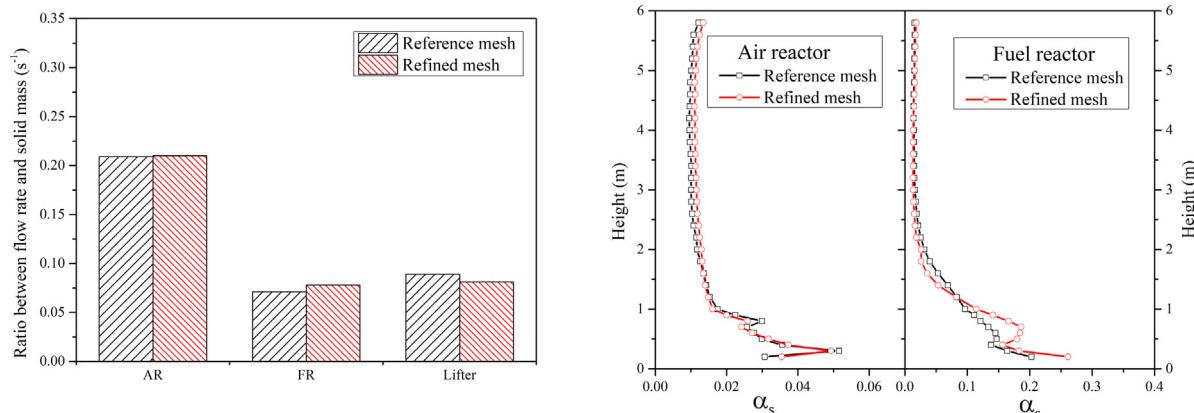 Ratio between flow rate and solid mass (s⁻¹)
0.35
0.30
0.25
0.20
0.15
0.10
0.05
0.00
Reference mesh
Refined mesh
AR
FR
Lifter
Height (m)
6
5
4
3
2
1
0
Air reactor
Reference mesh
Refined mesh
0.00
0.02
0.04
0.06
αs
Fuel reactor
Reference mesh
Refined mesh
0.0
0.1
0.2
0.3
0.4
αs
6
5
4
3
2
1
0
Height (m)